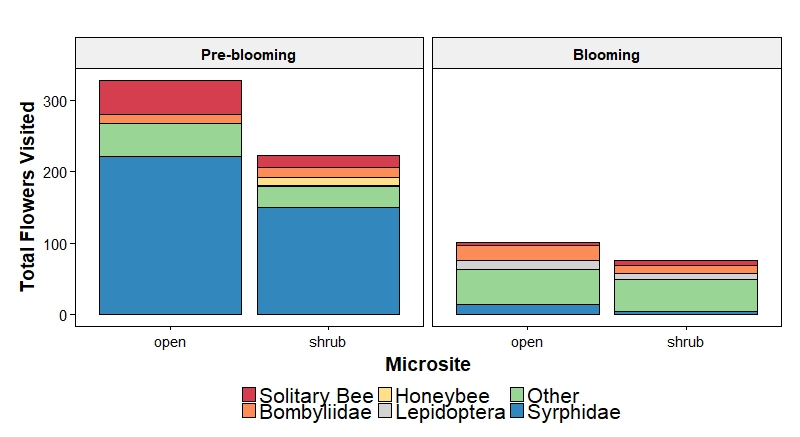 Pre-blooming
Blooming
Total Flowers Visited
300
200
100
0
open
shrub
open
shrub
Microsite
Solitary Bee Honeybee Other
Bombyliidae Lepidoptera Syrphidae